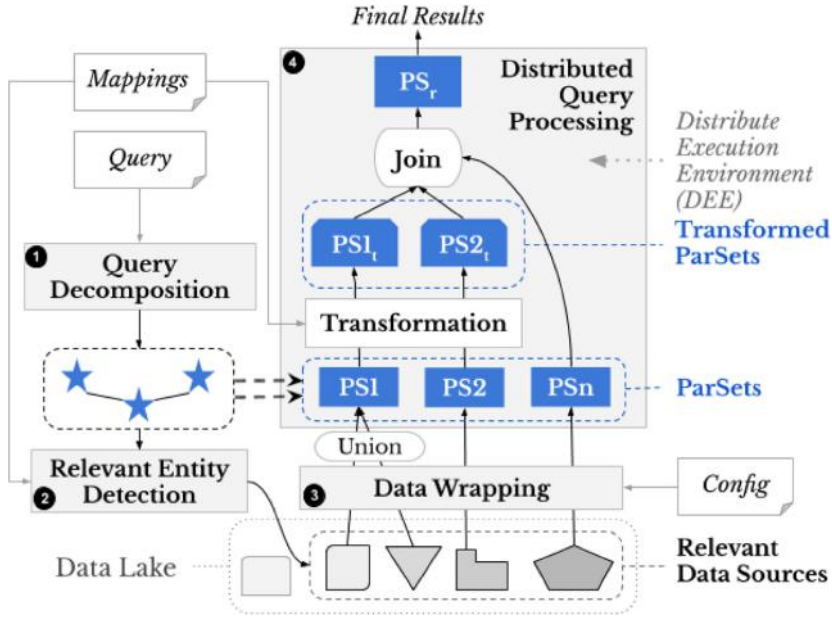 Final Results
4
Distributed
Query
Processing
PSr
Mappings
Query
Join
Distribute
Execution
Environment
(DEE)
Transformed
ParSets
PS1t
PS2t
1
Query
Decomposition
Transformation
PS1
PS2
PSn
ParSets
Union
Relevant Entity
Detection
2
3
Data Wrapping
Config
Data Lake
Relevant
Data Sources